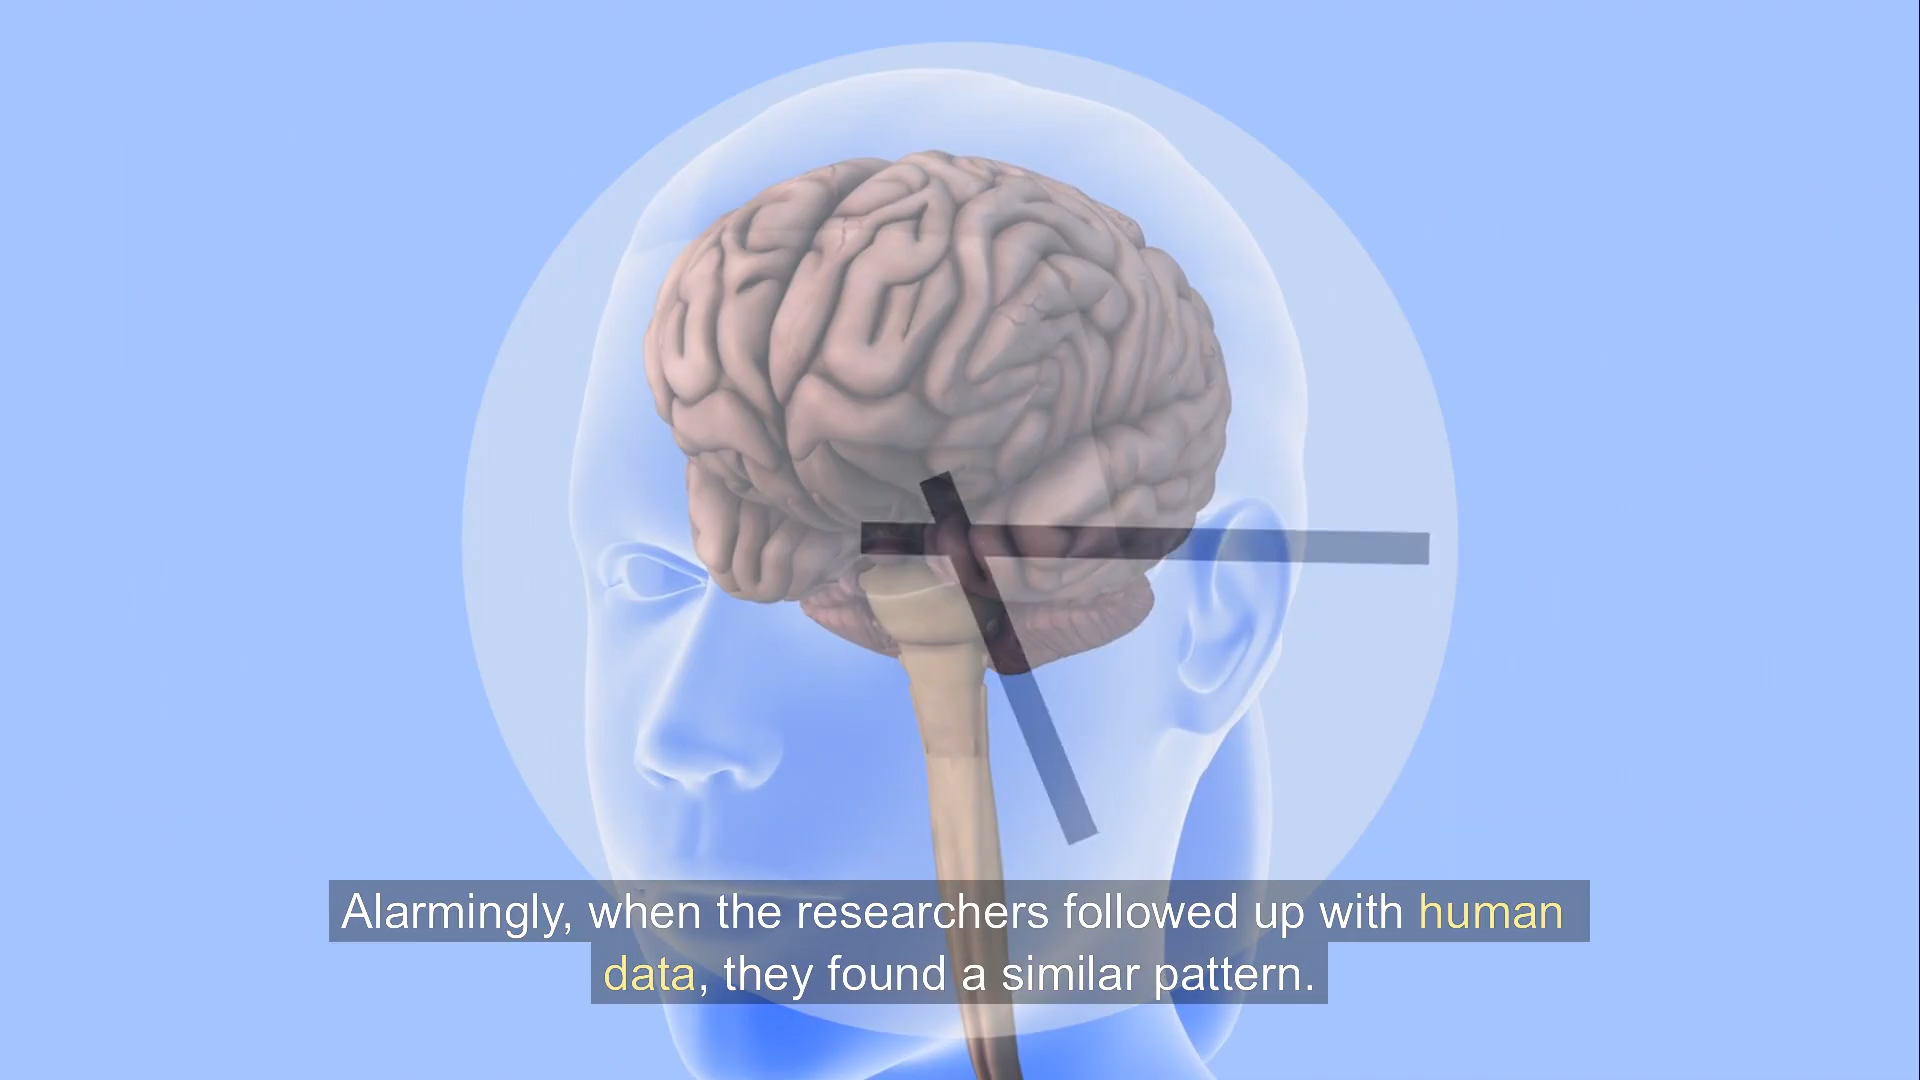 Alarmingly, when the researchers followed up with human
data, they found a similar pattern.